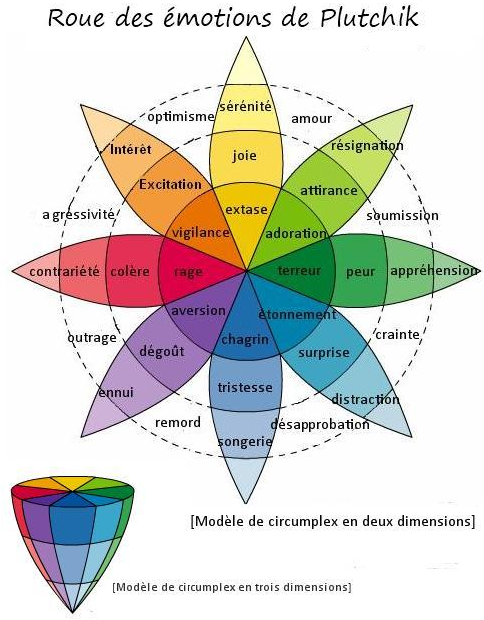 Roue des émotions de Plutchik
optimisme
sérénité
amour
Intérêt
joie
résignation
Excitation
attirance
agressivité
extase
soumission
vigilance
adoration
contrariété
colère
rage
terreur
peur
appréhension
aversion
étonnement
outrage
dégoût
chagrin
surprise
crainte
ennui
tristesse
distraction
remord
songerie
désapprobation
[Modèle de circumplex en deux dimensions]
[Modèle de circumplex en trois dimensions]